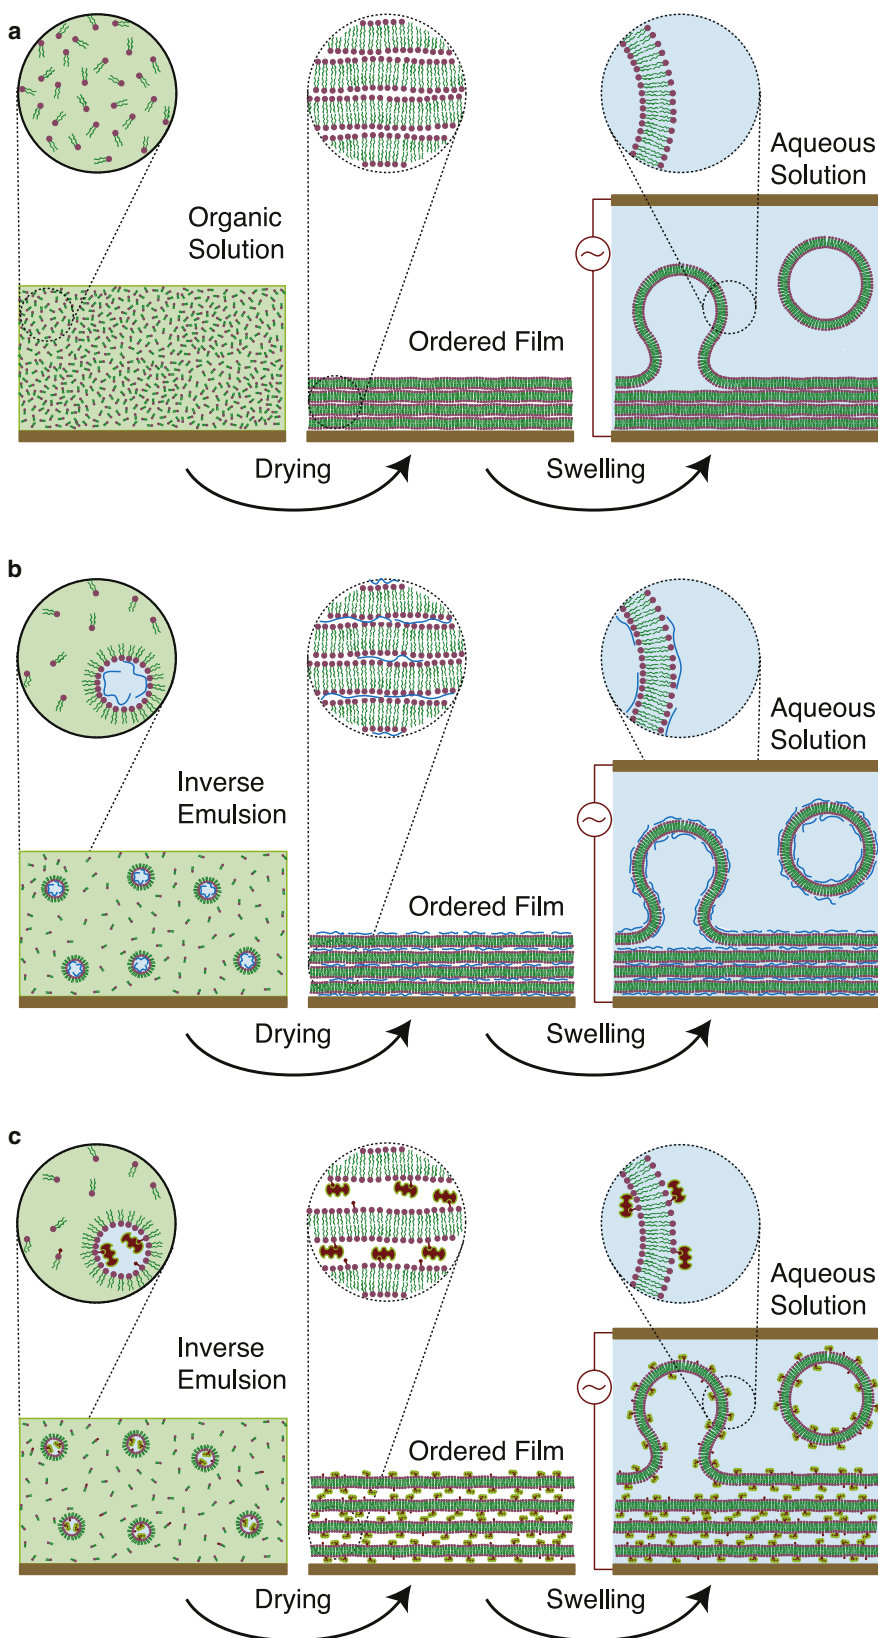 a
Aqueous
Solution
Organic
Solution
Ordered Film
Drying
Swelling
b
Aqueous
Solution
Inverse
Emulsion
Ordered Film
Drying
Swelling
c
Aqueous
Solution
Inverse
Emulsion
Ordered Film
Drying
Swelling